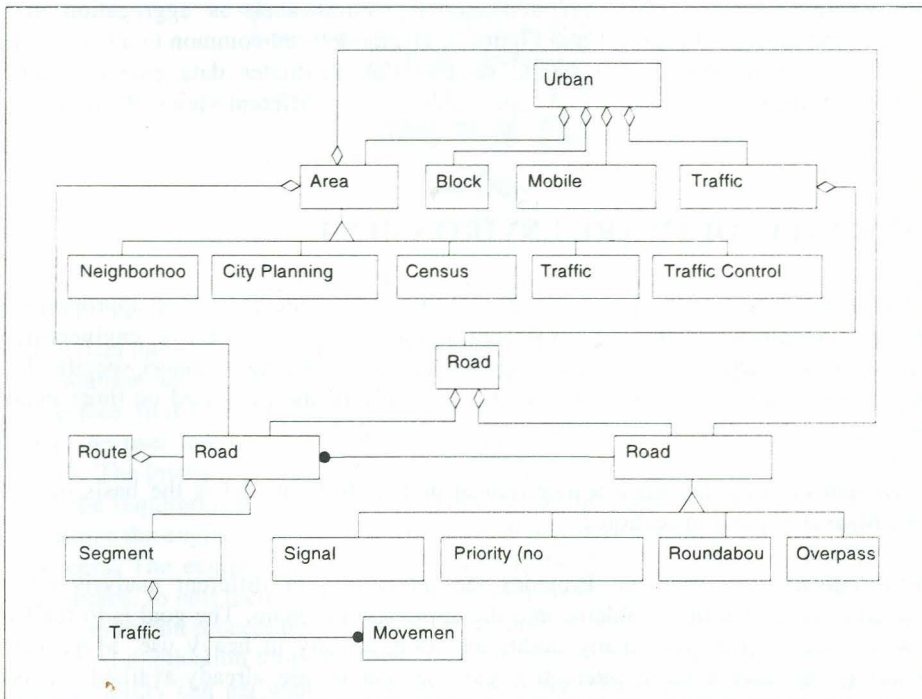 Urban
Area
Block
Mobile
Traffic
Neighborhoo
City Planning
Census
Traffic
Traffic Control
Road
Route
Road
Road
Segment
Signal
Priority (no
Roundabou
Overpass
Traffic
Movemen